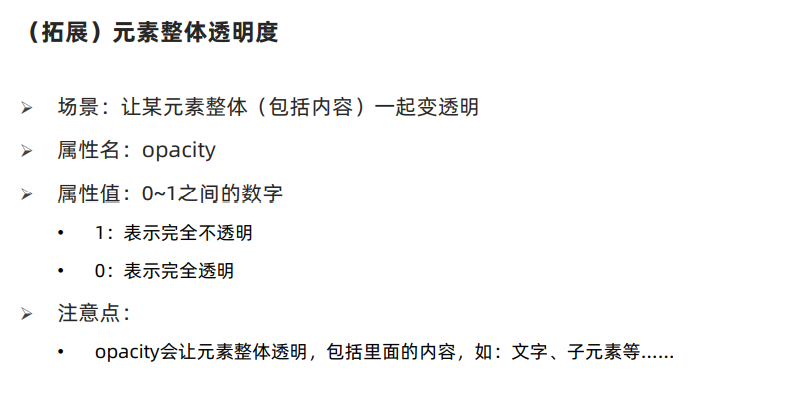 （拓展）元素整体透明度
➢ 场景：让某元素整体（包括内容）一起变透明
➢ 属性名：opacity
➢ 属性值：0~1之间的数字
• 1：表示完全不透明
• 0：表示完全透明
➢ 注意点：
• opacity会让元素整体透明，包括里面的内容，如：文字、子元素等……